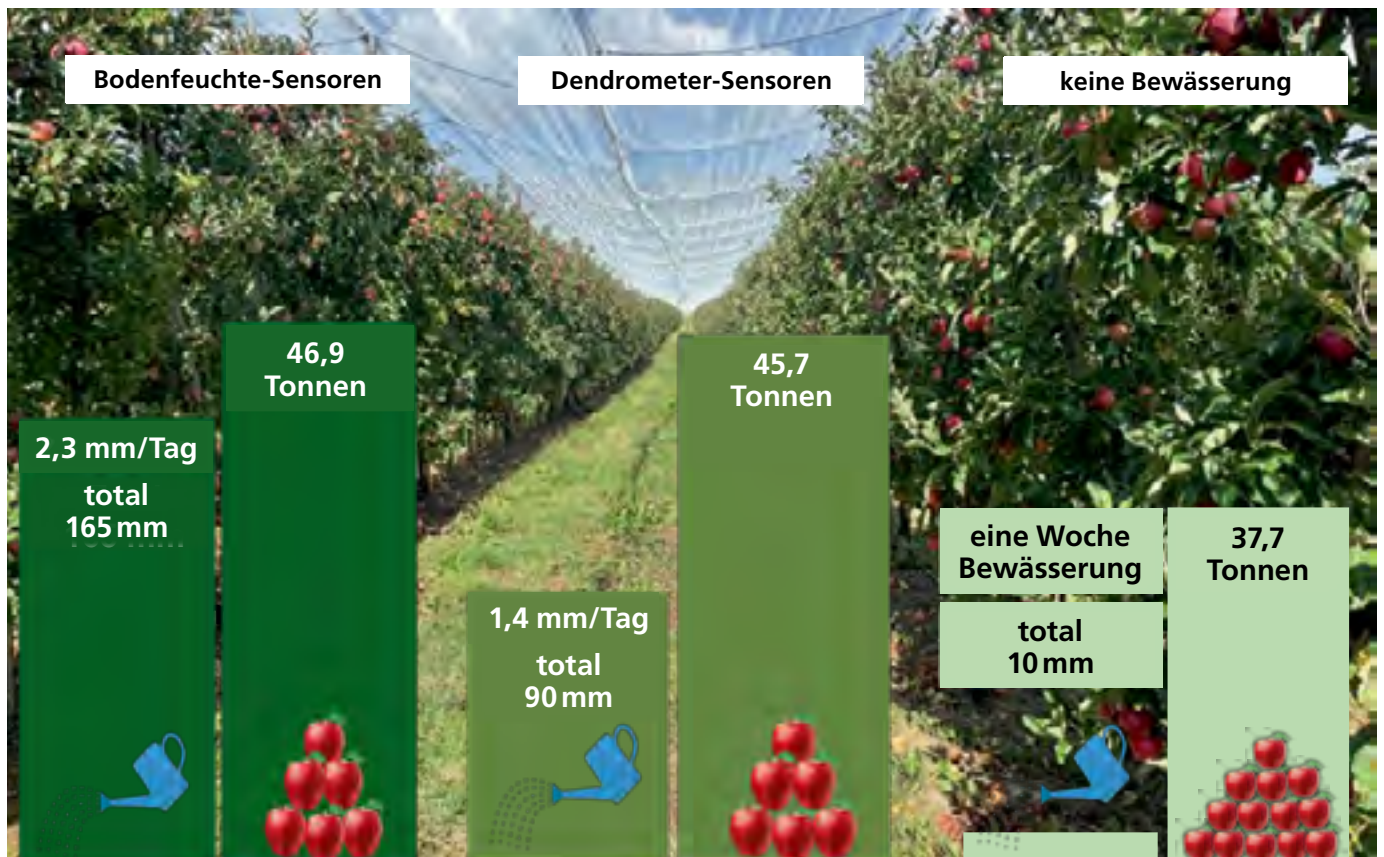 Bodenfeuchte-Sensoren
Dendrometer-Sensoren
keine Bewässerung
2,3 mm/Tag
total
165 mm
46,9
Tonnen
1,4 mm/Tag
total
90 mm
45,7
Tonnen
eine Woche
Bewässerung
total
10 mm
37,7
Tonnen